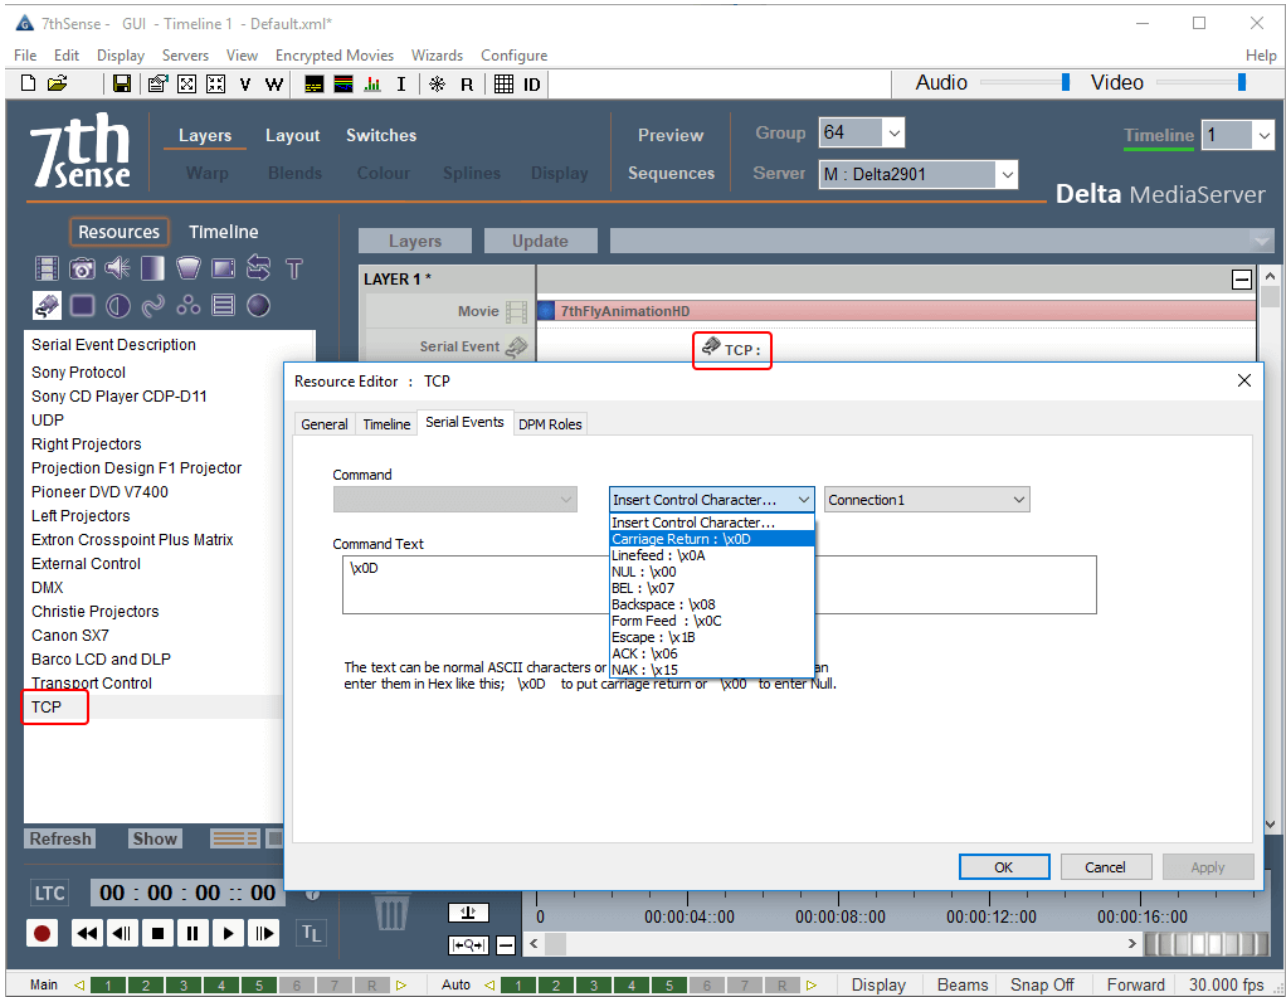 7thSense - GUI - Timeline 1 - Default.xml*
File Edit Display Servers View Encrypted Movies Wizards Configure Help
V W I R ID Audio Video
7th Sense
Layers Layout Switches Preview Group 64 Timeline 1
Warp Blends Colour Splines Display Sequences Server M : Delta2901
Delta MediaServer
Resources Timeline
Layers Update
T
LAYER 1 *
Movie 7thFlyAnimationHD
Serial Event TCP :
Serial Event Description
Sony Protocol
Sony CD Player CDP-D11
UDP
Right Projectors
Projection Design F1 Projector
Pioneer DVD V7400
Left Projectors
Extron Crosspoint Plus Matrix
External Control
DMX
Christie Projectors
Canon SX7
Barco LCD and DLP
Transport Control
TCP
Resource Editor : TCP
General Timeline Serial Events DPM Roles
Command
Insert Control Character... Connection1
Insert Control Character...
Carriage Return : \x0D
Linefeed : \x0A
NUL : \x00
BEL : \x07
Backspace : \x08
Form Feed : \x0C
Escape : \x1B
ACK : \x06
NAK : \x15
Command Text
\x0D
The text can be normal ASCII characters or an
enter them in Hex like this; \x0D to put carriage return or \x00 to enter Null.
OK Cancel Apply
Refresh Show
LTC 00 : 00 : 00 :: 00
TL
0 00:00:04::00 00:00:08::00 00:00:12::00 00:00:16::00
Main 1 2 3 4 5 6 7 R Auto 1 2 3 4 5 6 7 R Display Beams Snap Off Forward 30.000 fps